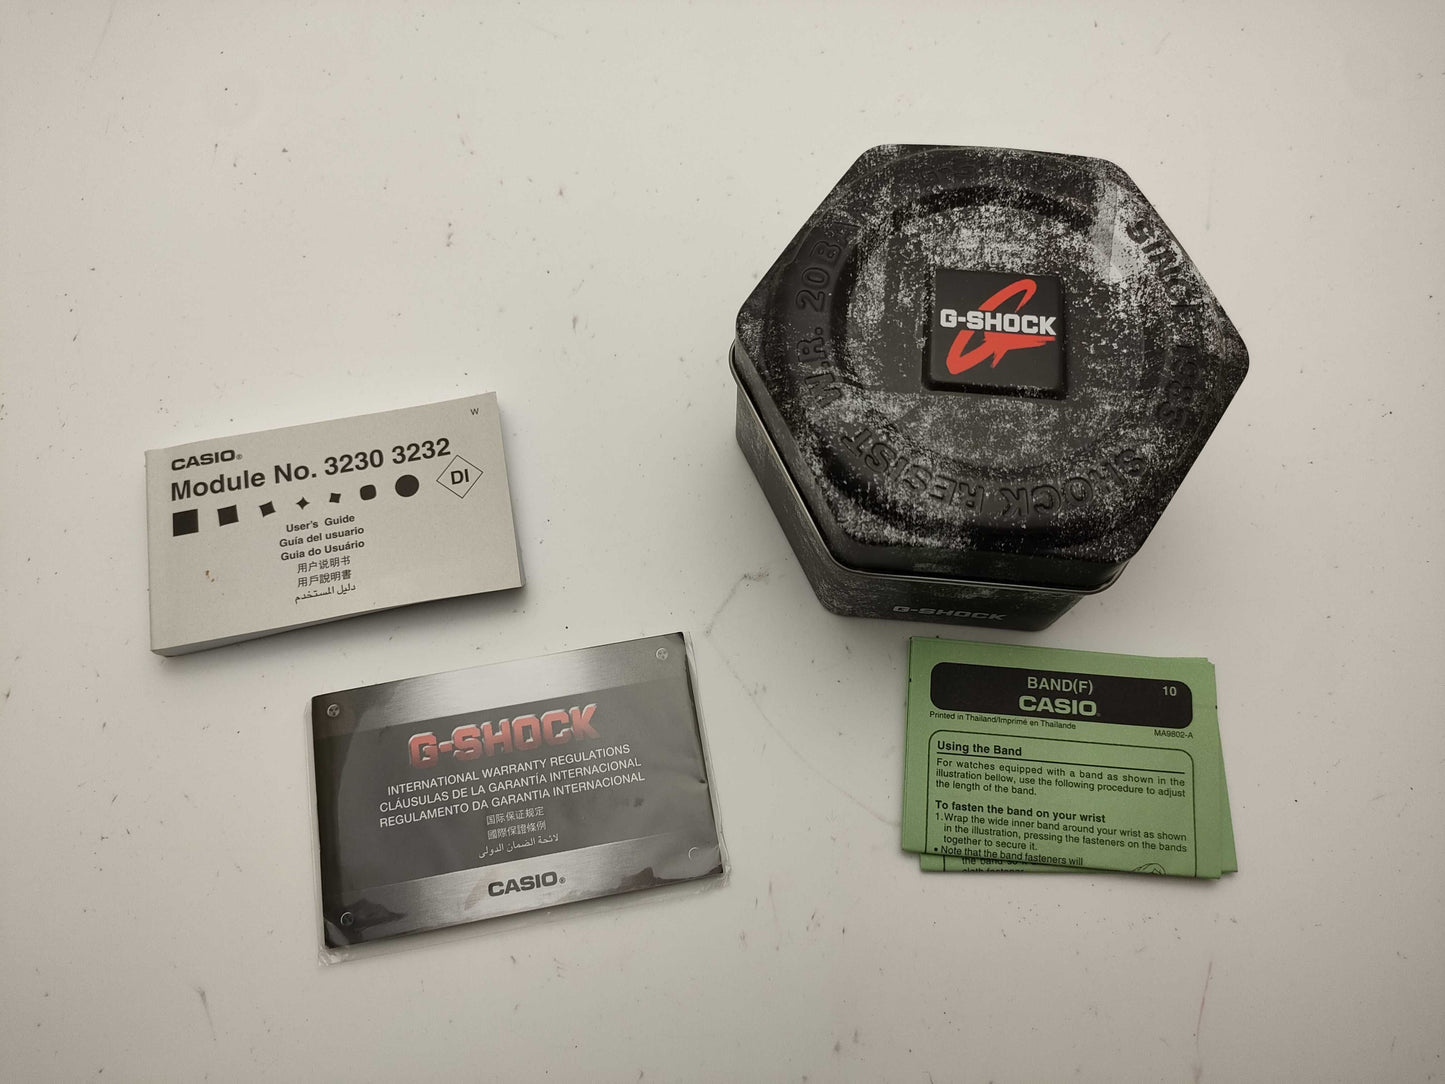 W
CASIO®
Module No. 3230 3232
DI
User's Guide
Guía del usuario
Guia do Usuário
用户说明书
用戶說明書
دليل المستخدم
G-SHOCK
INTERNATIONAL WARRANTY REGULATIONS
CLÁUSULAS DE LA GARANTÍA INTERNACIONAL
REGULAMENTO DA GARANTIA INTERNACIONAL
国际保证规定
國際保證條例
لائحة الضمان الدولى
CASIO®
SINCE 1983
SHOCK RESIST
W.R. 20BA
G-SHOCK
G-SHOCK
BAND(F)
10
CASIO
Printed in Thailand/Imprimé en Thaïlande
MA9802-A
Using the Band
For watches equipped with a band as shown in the
illustration bellow, use the following procedure to adjust
the length of the band.
To fasten the band on your wrist
1. Wrap the wide inner band around your wrist as shown
in the illustration, pressing the fasteners on the bands
together to secure it.
• Note that the band fasteners will